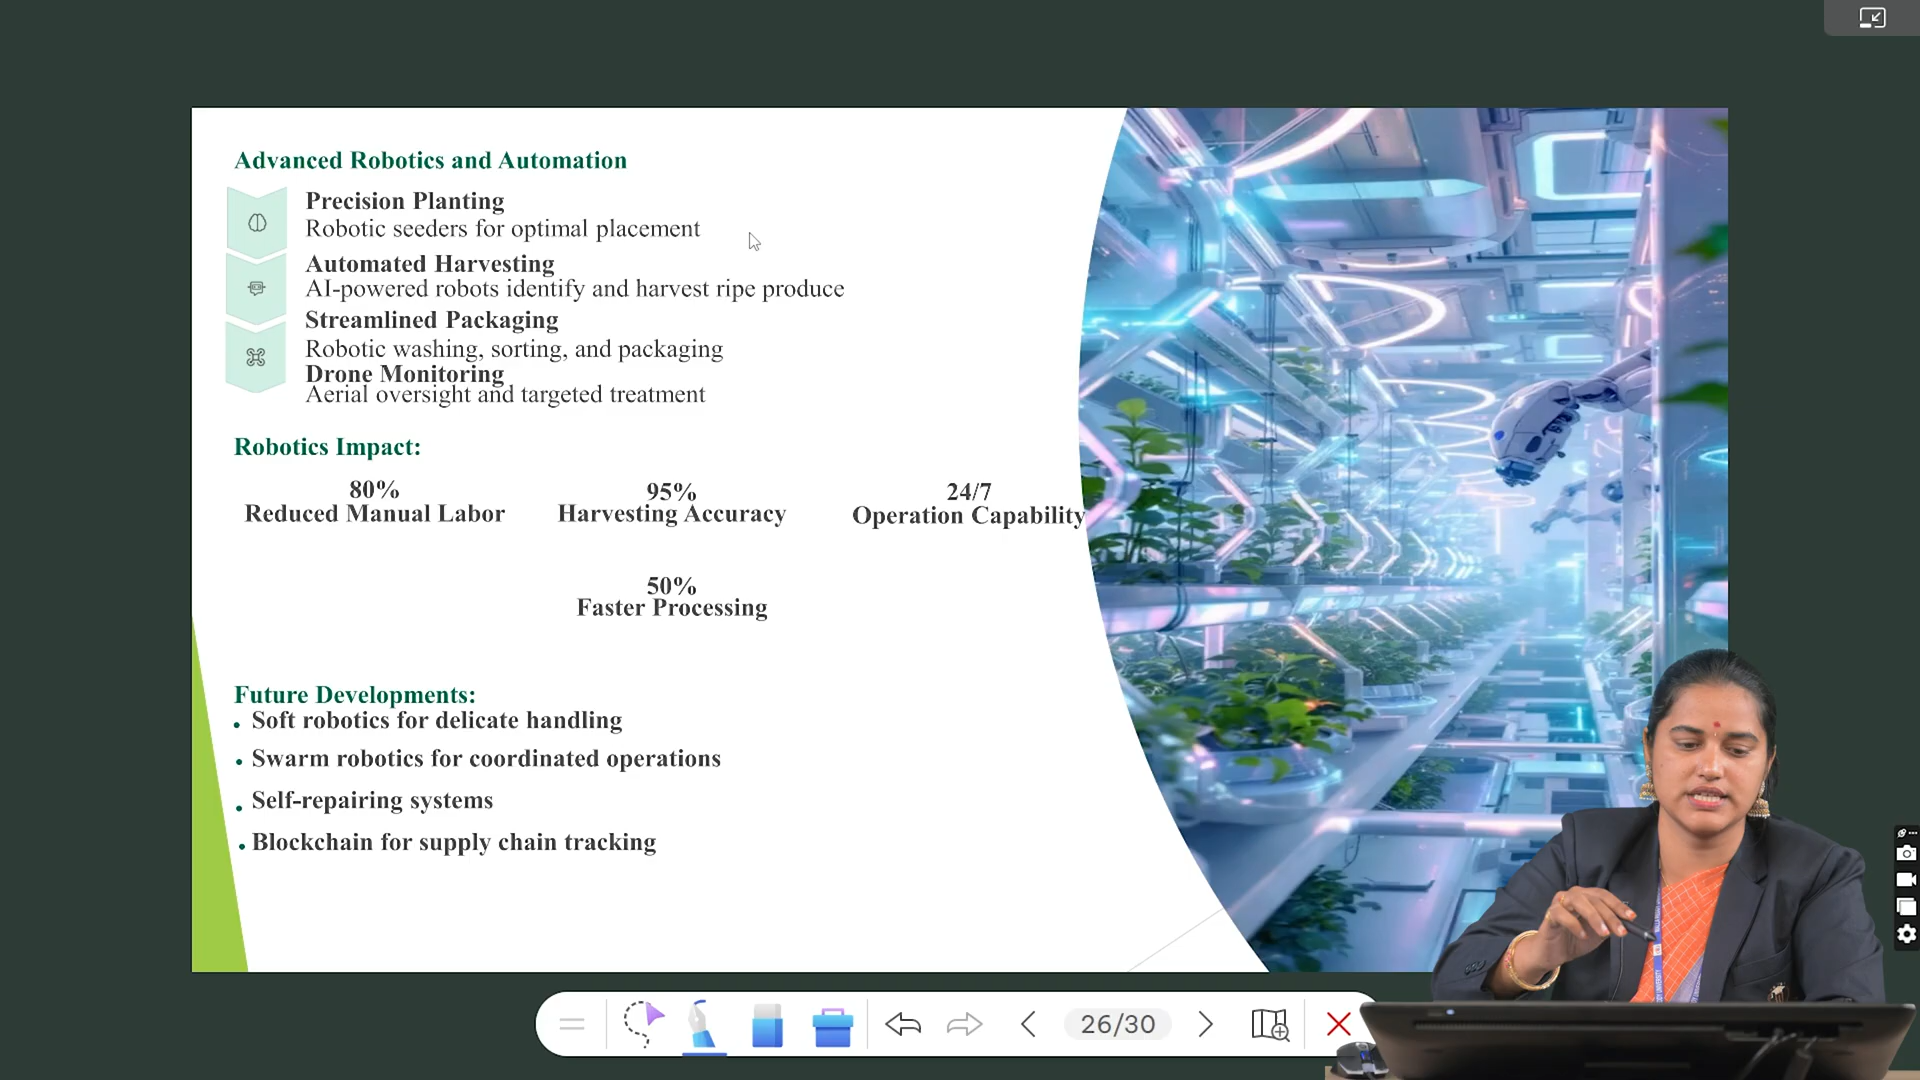 Advanced Robotics and Automation
Precision Planting
Robotic seeders for optimal placement
Automated Harvesting
AI-powered robots identify and harvest ripe produce
Streamlined Packaging
Robotic washing, sorting, and packaging
Drone Monitoring
Aerial oversight and targeted treatment
Robotics Impact:
80%
Reduced Manual Labor
95%
Harvesting Accuracy
24/7
Operation Capability
50%
Faster Processing
Future Developments:
• Soft robotics for delicate handling
• Swarm robotics for coordinated operations
• Self-repairing systems
• Blockchain for supply chain tracking
26/30